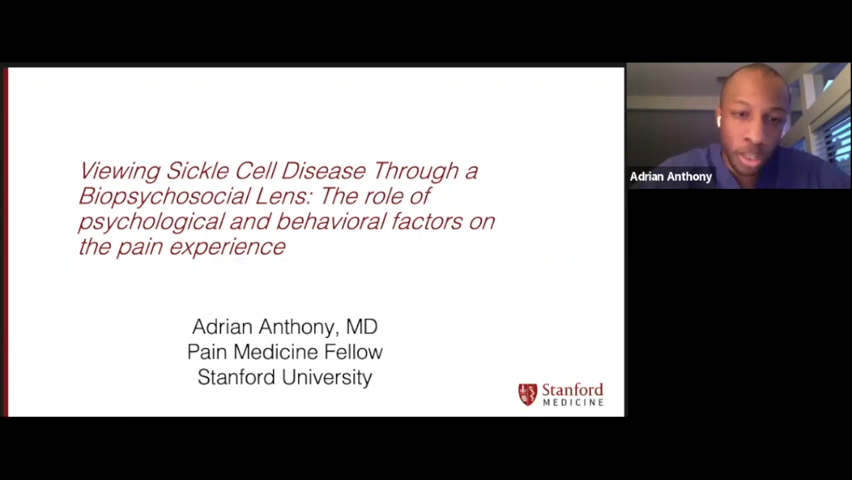 Viewing Sickle Cell Disease Through a
Biopsychosocial Lens: The role of
psychological and behavioral factors on
the pain experience
Adrian Anthony, MD
Pain Medicine Fellow
Stanford University
Stanford
MEDICINE
Adrian Anthony